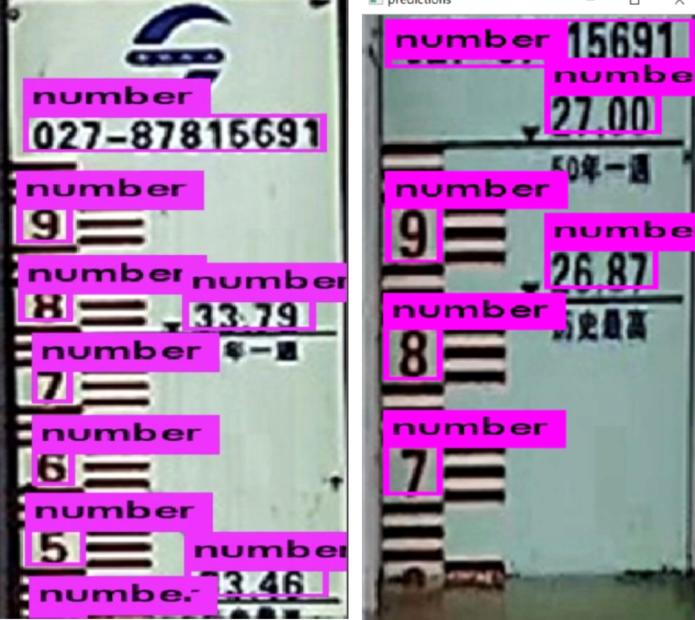 number
027-87815691
number
9
number
8
number
33.79
年一遇
number
7
number
6
number
5
number
3.46
numbe
predictions
number
15691
numbe
27.00
50年一遇
number
9
numbe
26.87
历史最高
number
8
number
7